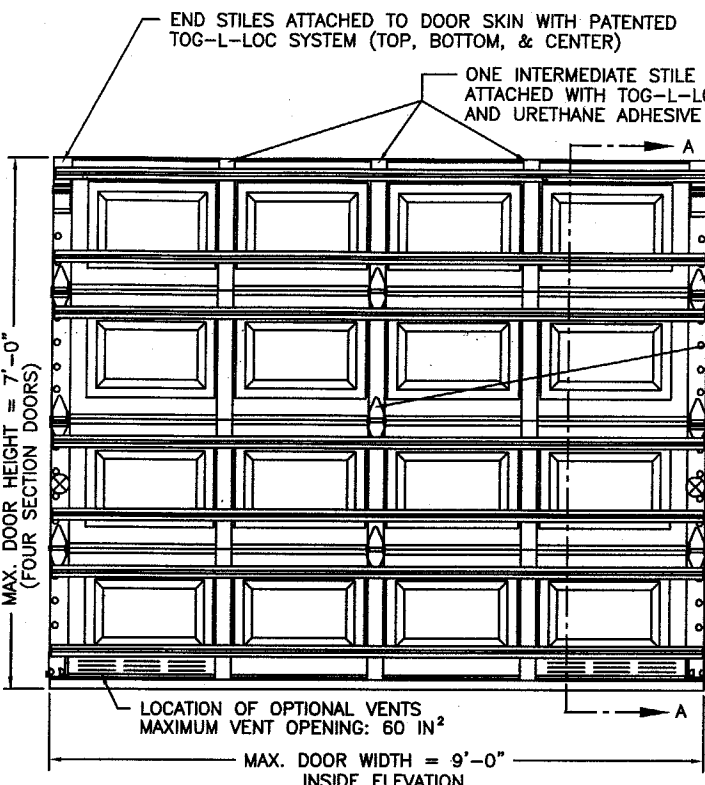 END STILES ATTACHED TO DOOR SKIN WITH PATENTED
TOG-L-LOC SYSTEM (TOP, BOTTOM, & CENTER)
ONE INTERMEDIATE STILE
ATTACHED WITH TOG-L-LO
AND URETHANE ADHESIVE
A
MAX. DOOR HEIGHT = 7'-0"
(FOUR SECTION DOORS)
LOCATION OF OPTIONAL VENTS
MAXIMUM VENT OPENING: 60 IN²
A
MAX. DOOR WIDTH = 9'-0"
INSIDE ELEVATION